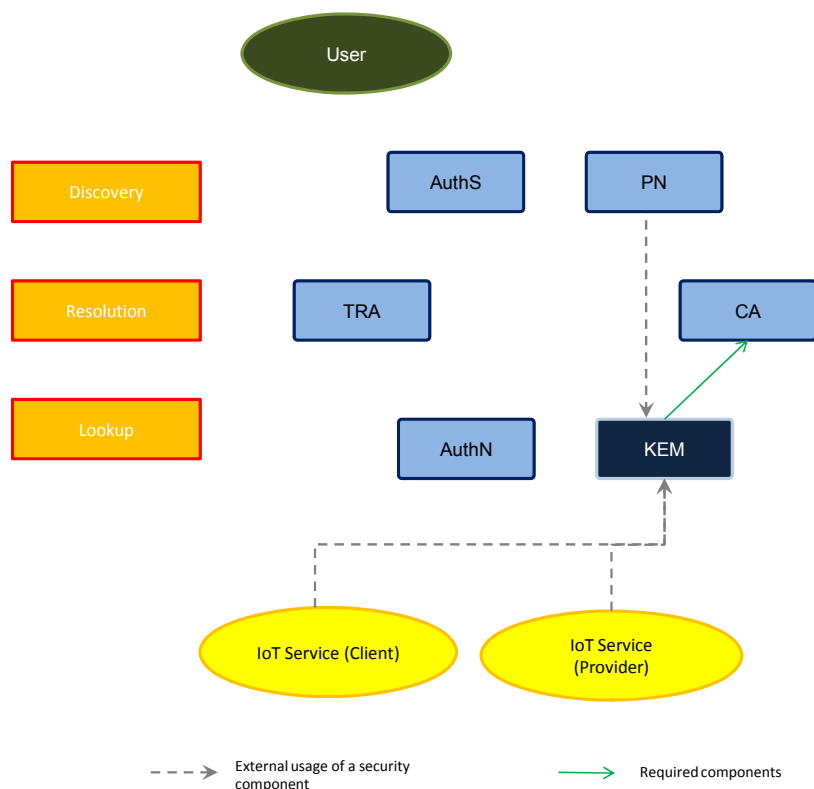 User
Discovery
AuthS
PN
Resolution
TRA
CA
Lookup
AuthN
KEM
IoT Service (Client)
IoT Service
(Provider)
External usage of a security
component
Required components